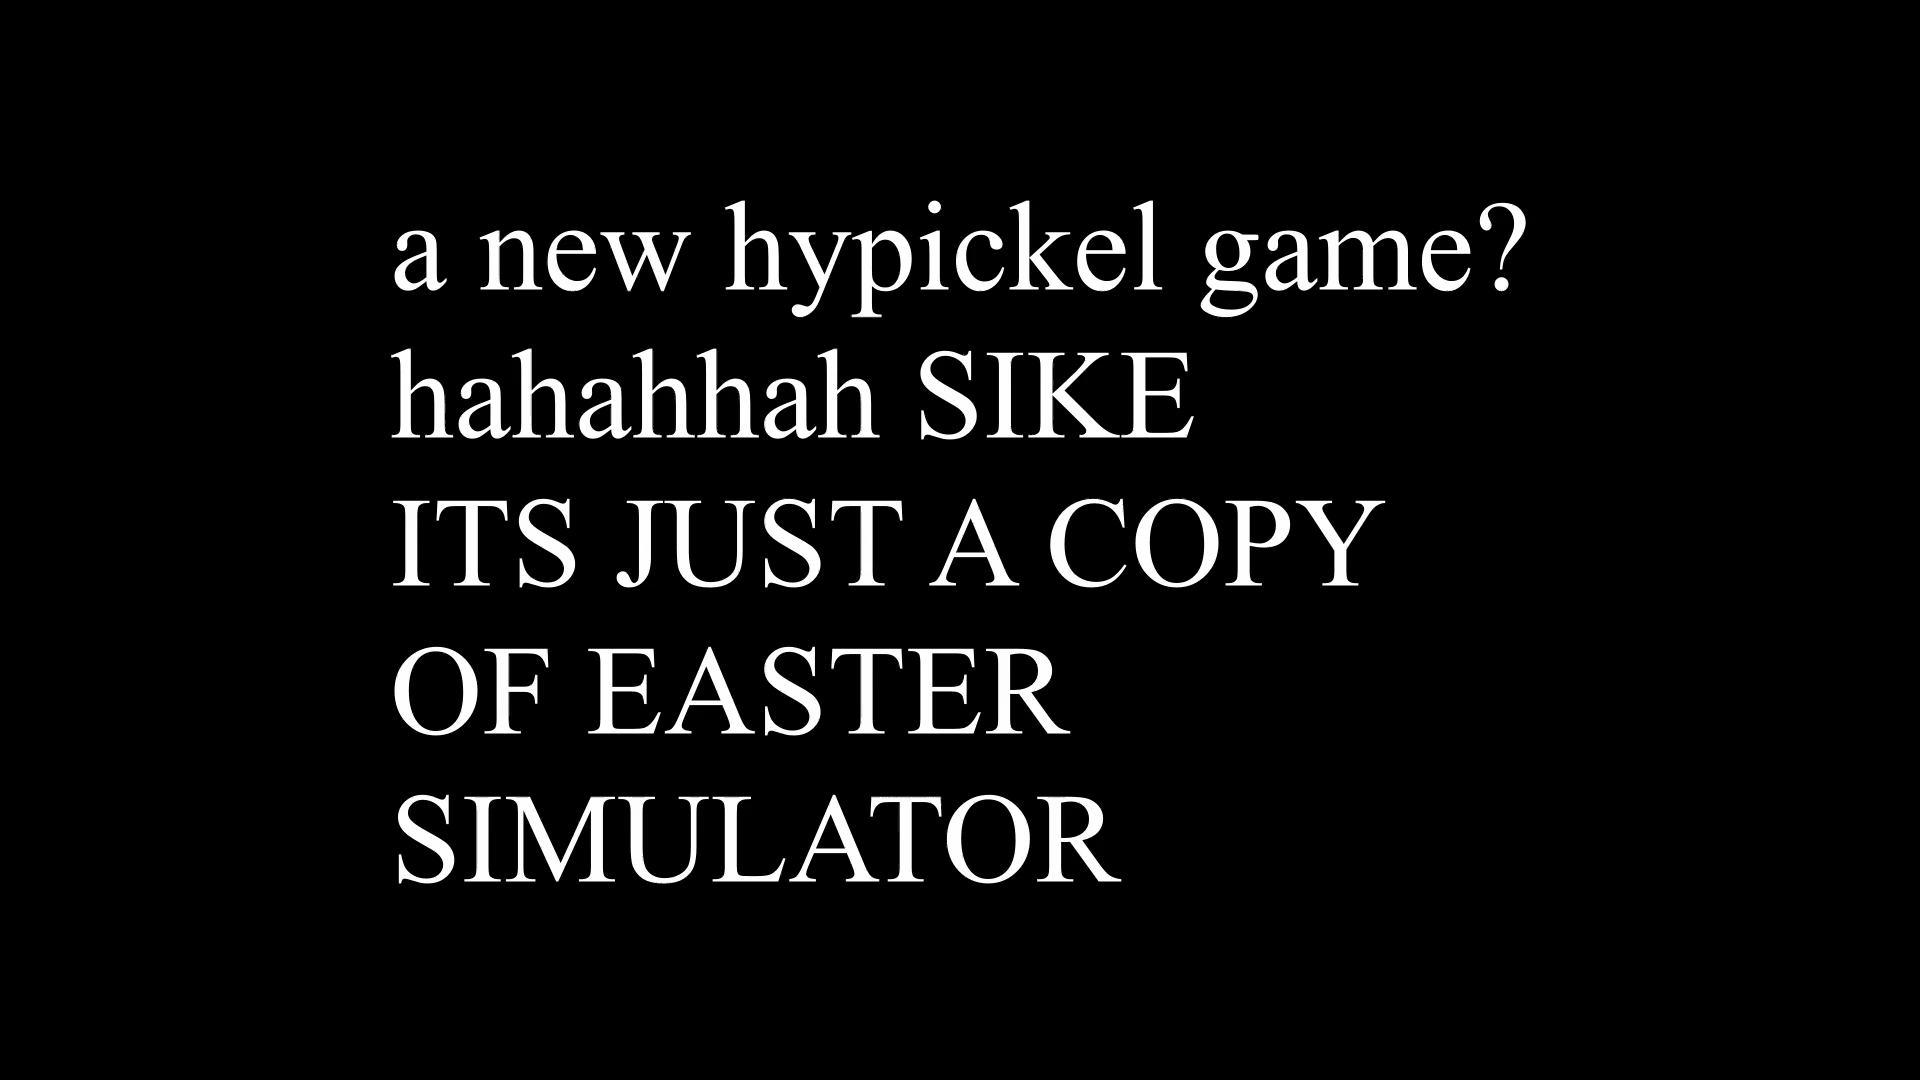 a new hypickel game?
hahahhah SIKE
ITS JUST A COPY
OF EASTER
SIMULATOR